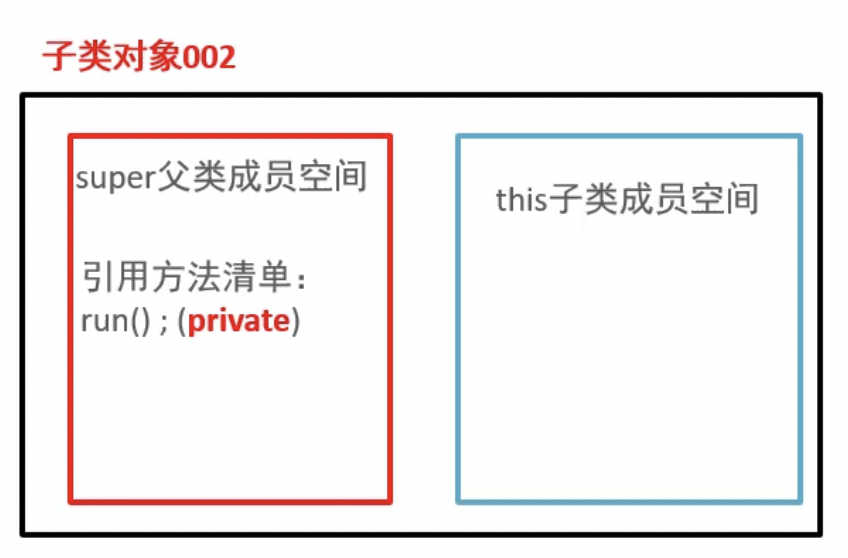 子类对象002
super父类成员空间
this子类成员空间
引用方法清单：
run() ; (private)